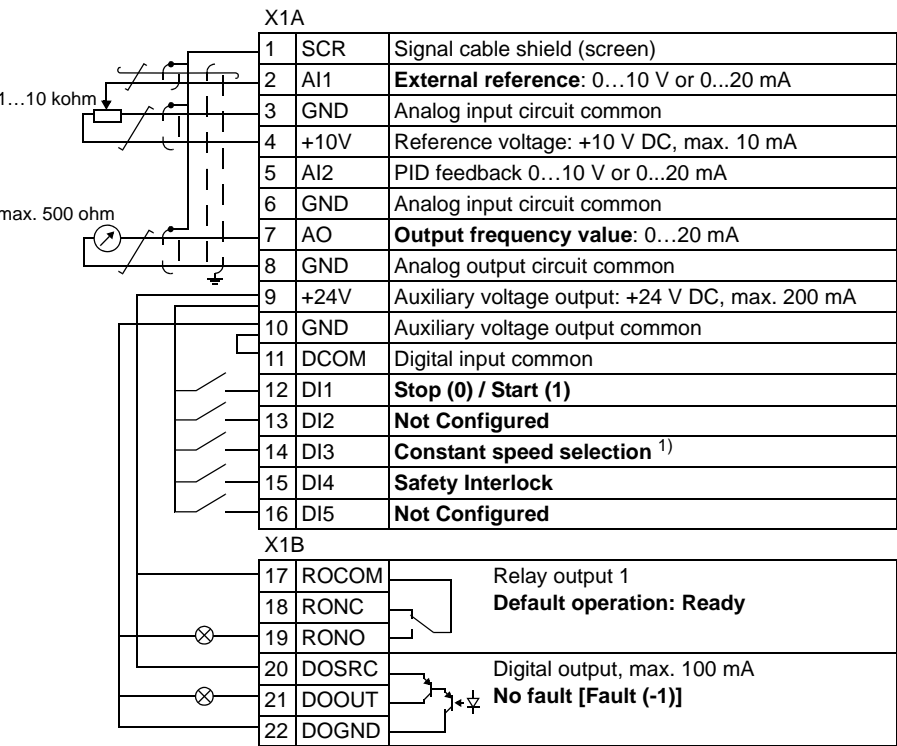 X1A
1 SCR Signal cable shield (screen)
2 AI1 External reference: 0…10 V or 0...20 mA
1…10 kohm
3 GND Analog input circuit common
4 +10V Reference voltage: +10 V DC, max. 10 mA
5 AI2 PID feedback 0…10 V or 0...20 mA
6 GND Analog input circuit common
max. 500 ohm
7 AO Output frequency value: 0…20 mA
8 GND Analog output circuit common
9 +24V Auxiliary voltage output: +24 V DC, max. 200 mA
10 GND Auxiliary voltage output common
11 DCOM Digital input common
12 DI1 Stop (0) / Start (1)
13 DI2 Not Configured
14 DI3 Constant speed selection 1)
15 DI4 Safety Interlock
16 DI5 Not Configured
X1B
17 ROCOM Relay output 1
18 RONC Default operation: Ready
19 RONO
20 DOSRC Digital output, max. 100 mA
21 DOOUT No fault [Fault (-1)]
22 DOGND